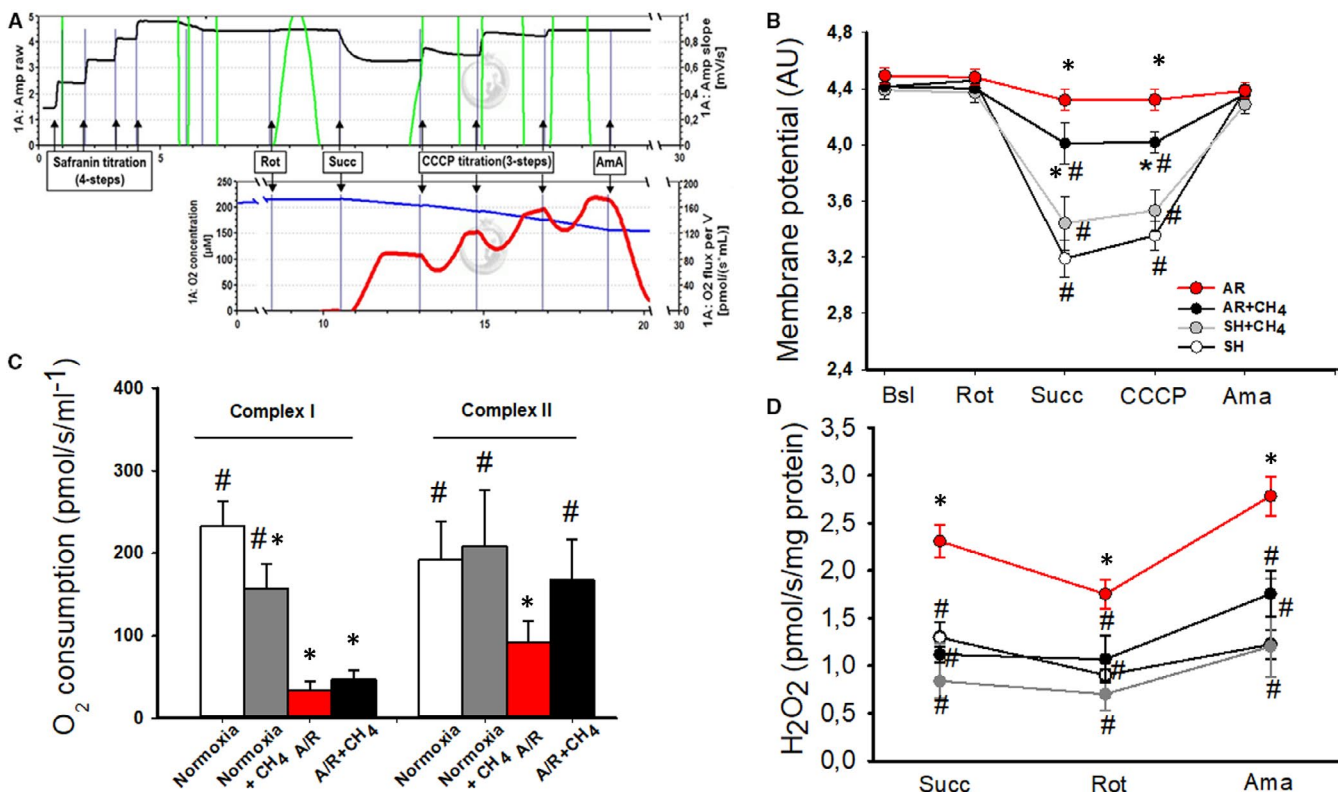 A
1A: Amp raw
5
4
3
2
1
0
1
0,8
0,6
0,4
0,2
0
1A: Amp slope
[mV/s]
0
5
30
Safranin titration
(4-steps)
Rot
Succ
CCCP titration(3-steps)
AmA
1A: O2 concentration
[µM]
250
200
150
100
50
0
200
160
120
80
40
0
1A: O2 flux per V
[pmol/(s*mL)]
0
10
15
20
30
B
Membrane potential (AU)
4,8
4,4
4,0
3,6
3,2
2,8
2,4
* *
*# *#
# #
# #
AR
AR+CH4
SH+CH4
SH
Bsl Rot Succ CCCP Ama
C
O2 consumption (pmol/s/ml-1)
400
300
200
100
0
Complex I Complex II
# #* * * # # * #
Normoxia
Normoxia
+ CH4
A/R
A/R+CH4
Normoxia
Normoxia
+ CH4
A/R
A/R+CH4
D
H2O2 (pmol/s/mg protein)
3,5
3,0
2,5
2,0
1,5
1,0
0,5
0,0
* * *
# # #
# # #
# # #
Succ Rot Ama